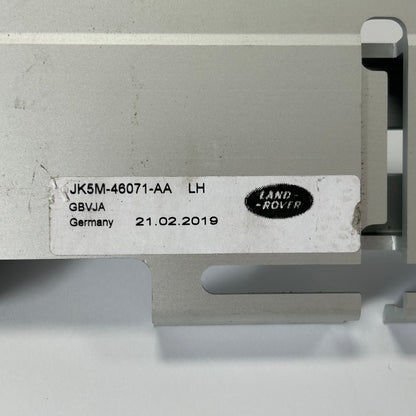 JK5M-46071-AA LH
GBVJA
Germany 21.02.2019
LAND-
-ROVER